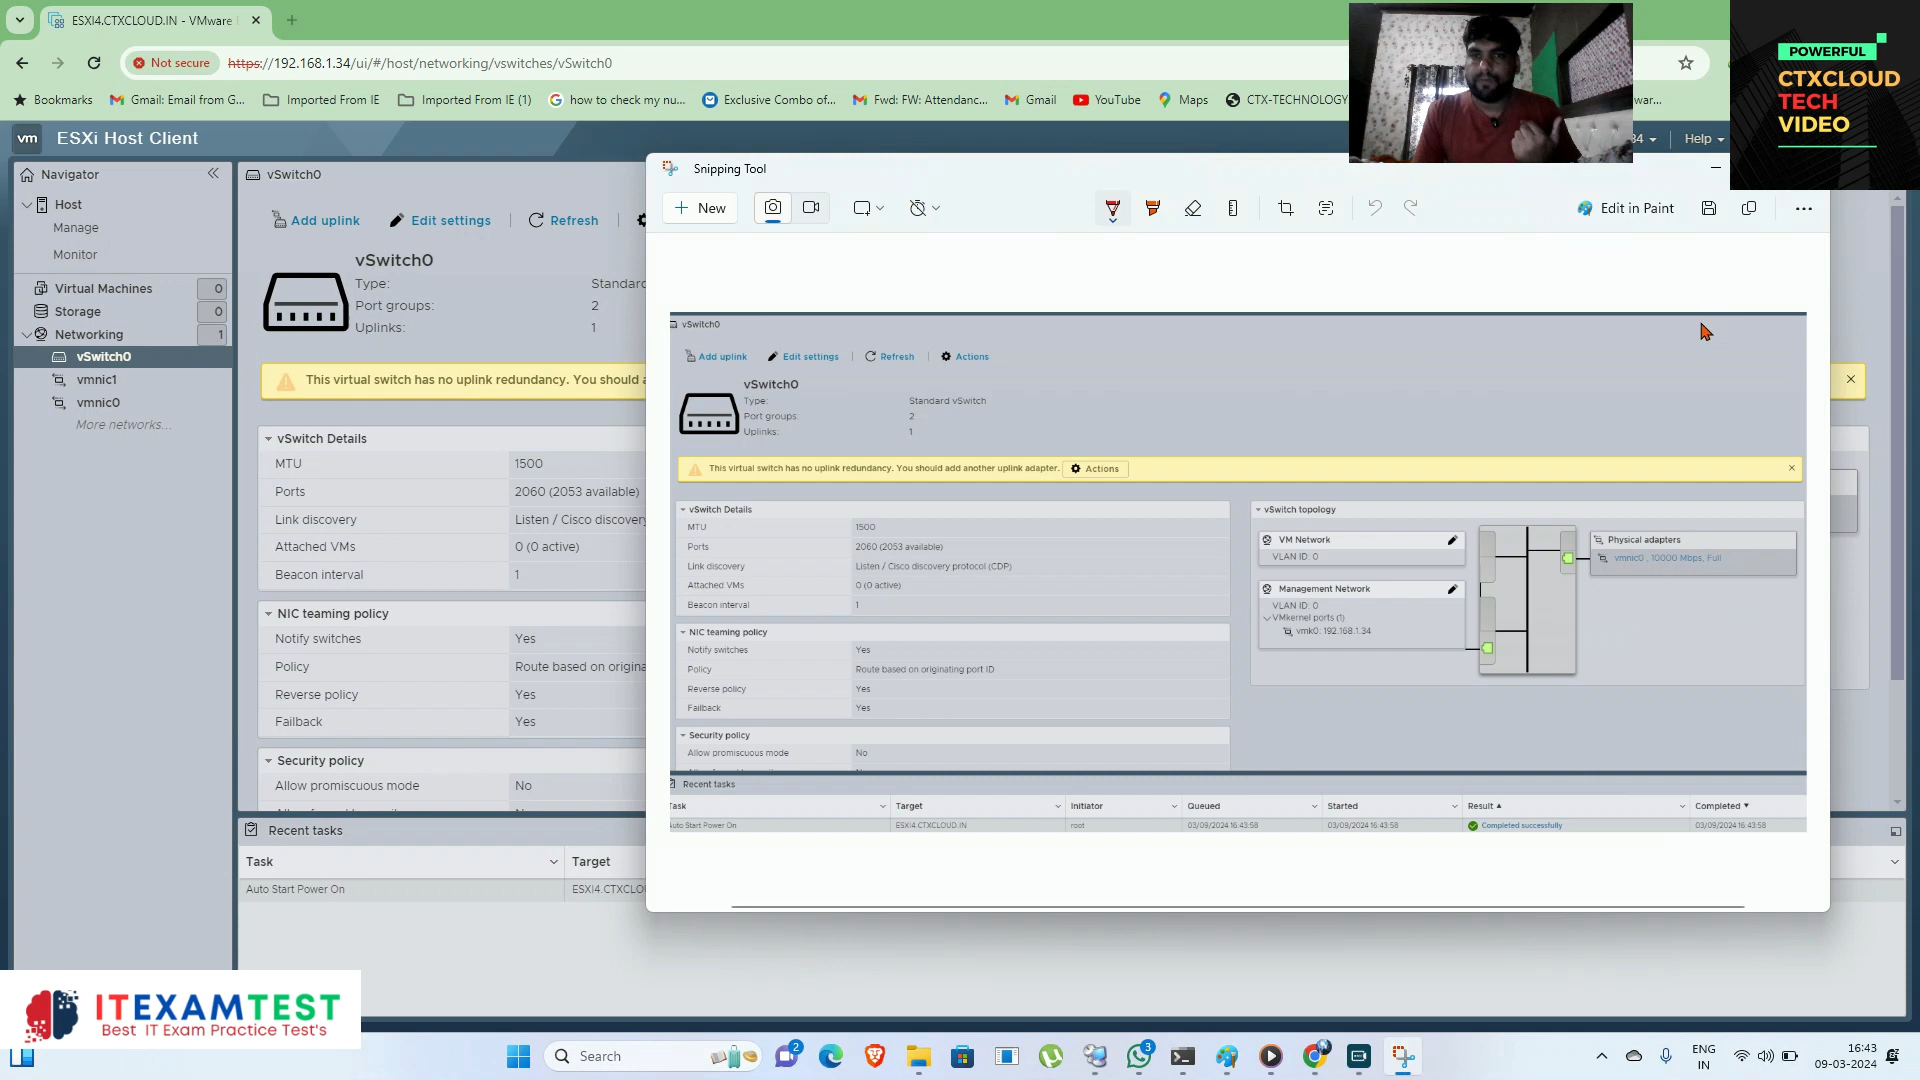 ESXI4.CTXCLOUD.IN - VMware
Not secure
https://192.168.1.34/ui/#/host/networking/vswitches/vSwitch0
Bookmarks
Gmail: Email from G...
Imported From IE
Imported From IE (1)
how to check my nu...
Exclusive Combo of...
Fwd: FW: Attendanc...
Gmail
YouTube
Maps
CTX-TECHNOLOGY
POWERFUL
CTXCLOUD
TECH
VIDEO
vm ESXi Host Client
34
Help
Navigator
Host
Manage
Monitor
Virtual Machines 0
Storage 0
Networking 1
vSwitch0
vmnic1
vmnic0
More networks...
vSwitch0
Add uplink
Edit settings
Refresh
vSwitch0
Type: Standard
Port groups: 2
Uplinks: 1
This virtual switch has no uplink redundancy. You should a
vSwitch Details
MTU 1500
Ports 2060 (2053 available)
Link discovery Listen / Cisco discovery
Attached VMs 0 (0 active)
Beacon interval 1
NIC teaming policy
Notify switches Yes
Policy Route based on origina
Reverse policy Yes
Failback Yes
Security policy
Allow promiscuous mode No
Recent tasks
Task Target
Auto Start Power On ESXI4.CTXCLO
Snipping Tool
New
Edit in Paint
vSwitch0
Add uplink
Edit settings
Refresh
Actions
vSwitch0
Type: Standard vSwitch
Port groups: 2
Uplinks: 1
This virtual switch has no uplink redundancy. You should add another uplink adapter. Actions
vSwitch Details
MTU 1500
Ports 2060 (2053 available)
Link discovery Listen / Cisco discovery protocol (CDP)
Attached VMs 0 (0 active)
Beacon interval 1
NIC teaming policy
Notify switches Yes
Policy Route based on originating port ID
Reverse policy Yes
Failback Yes
Security policy
Allow promiscuous mode No
vSwitch topology
VM Network
VLAN ID: 0
Management Network
VLAN ID: 0
VMkernel ports (1)
vmk0: 192.168.1.34
Physical adapters
vmnic0 , 10000 Mbps, Full
Recent tasks
Task Target Initiator Queued Started Result Completed
Auto Start Power On ESXI4.CTXCLOUD.IN root 03/09/2024 16:43:58 03/09/2024 16:43:58 Completed successfully 03/09/2024 16:43:58
ITEXAMTEST
Best IT Exam Practice Test's
Search
2
3
ENG
IN
16:43
09-03-2024